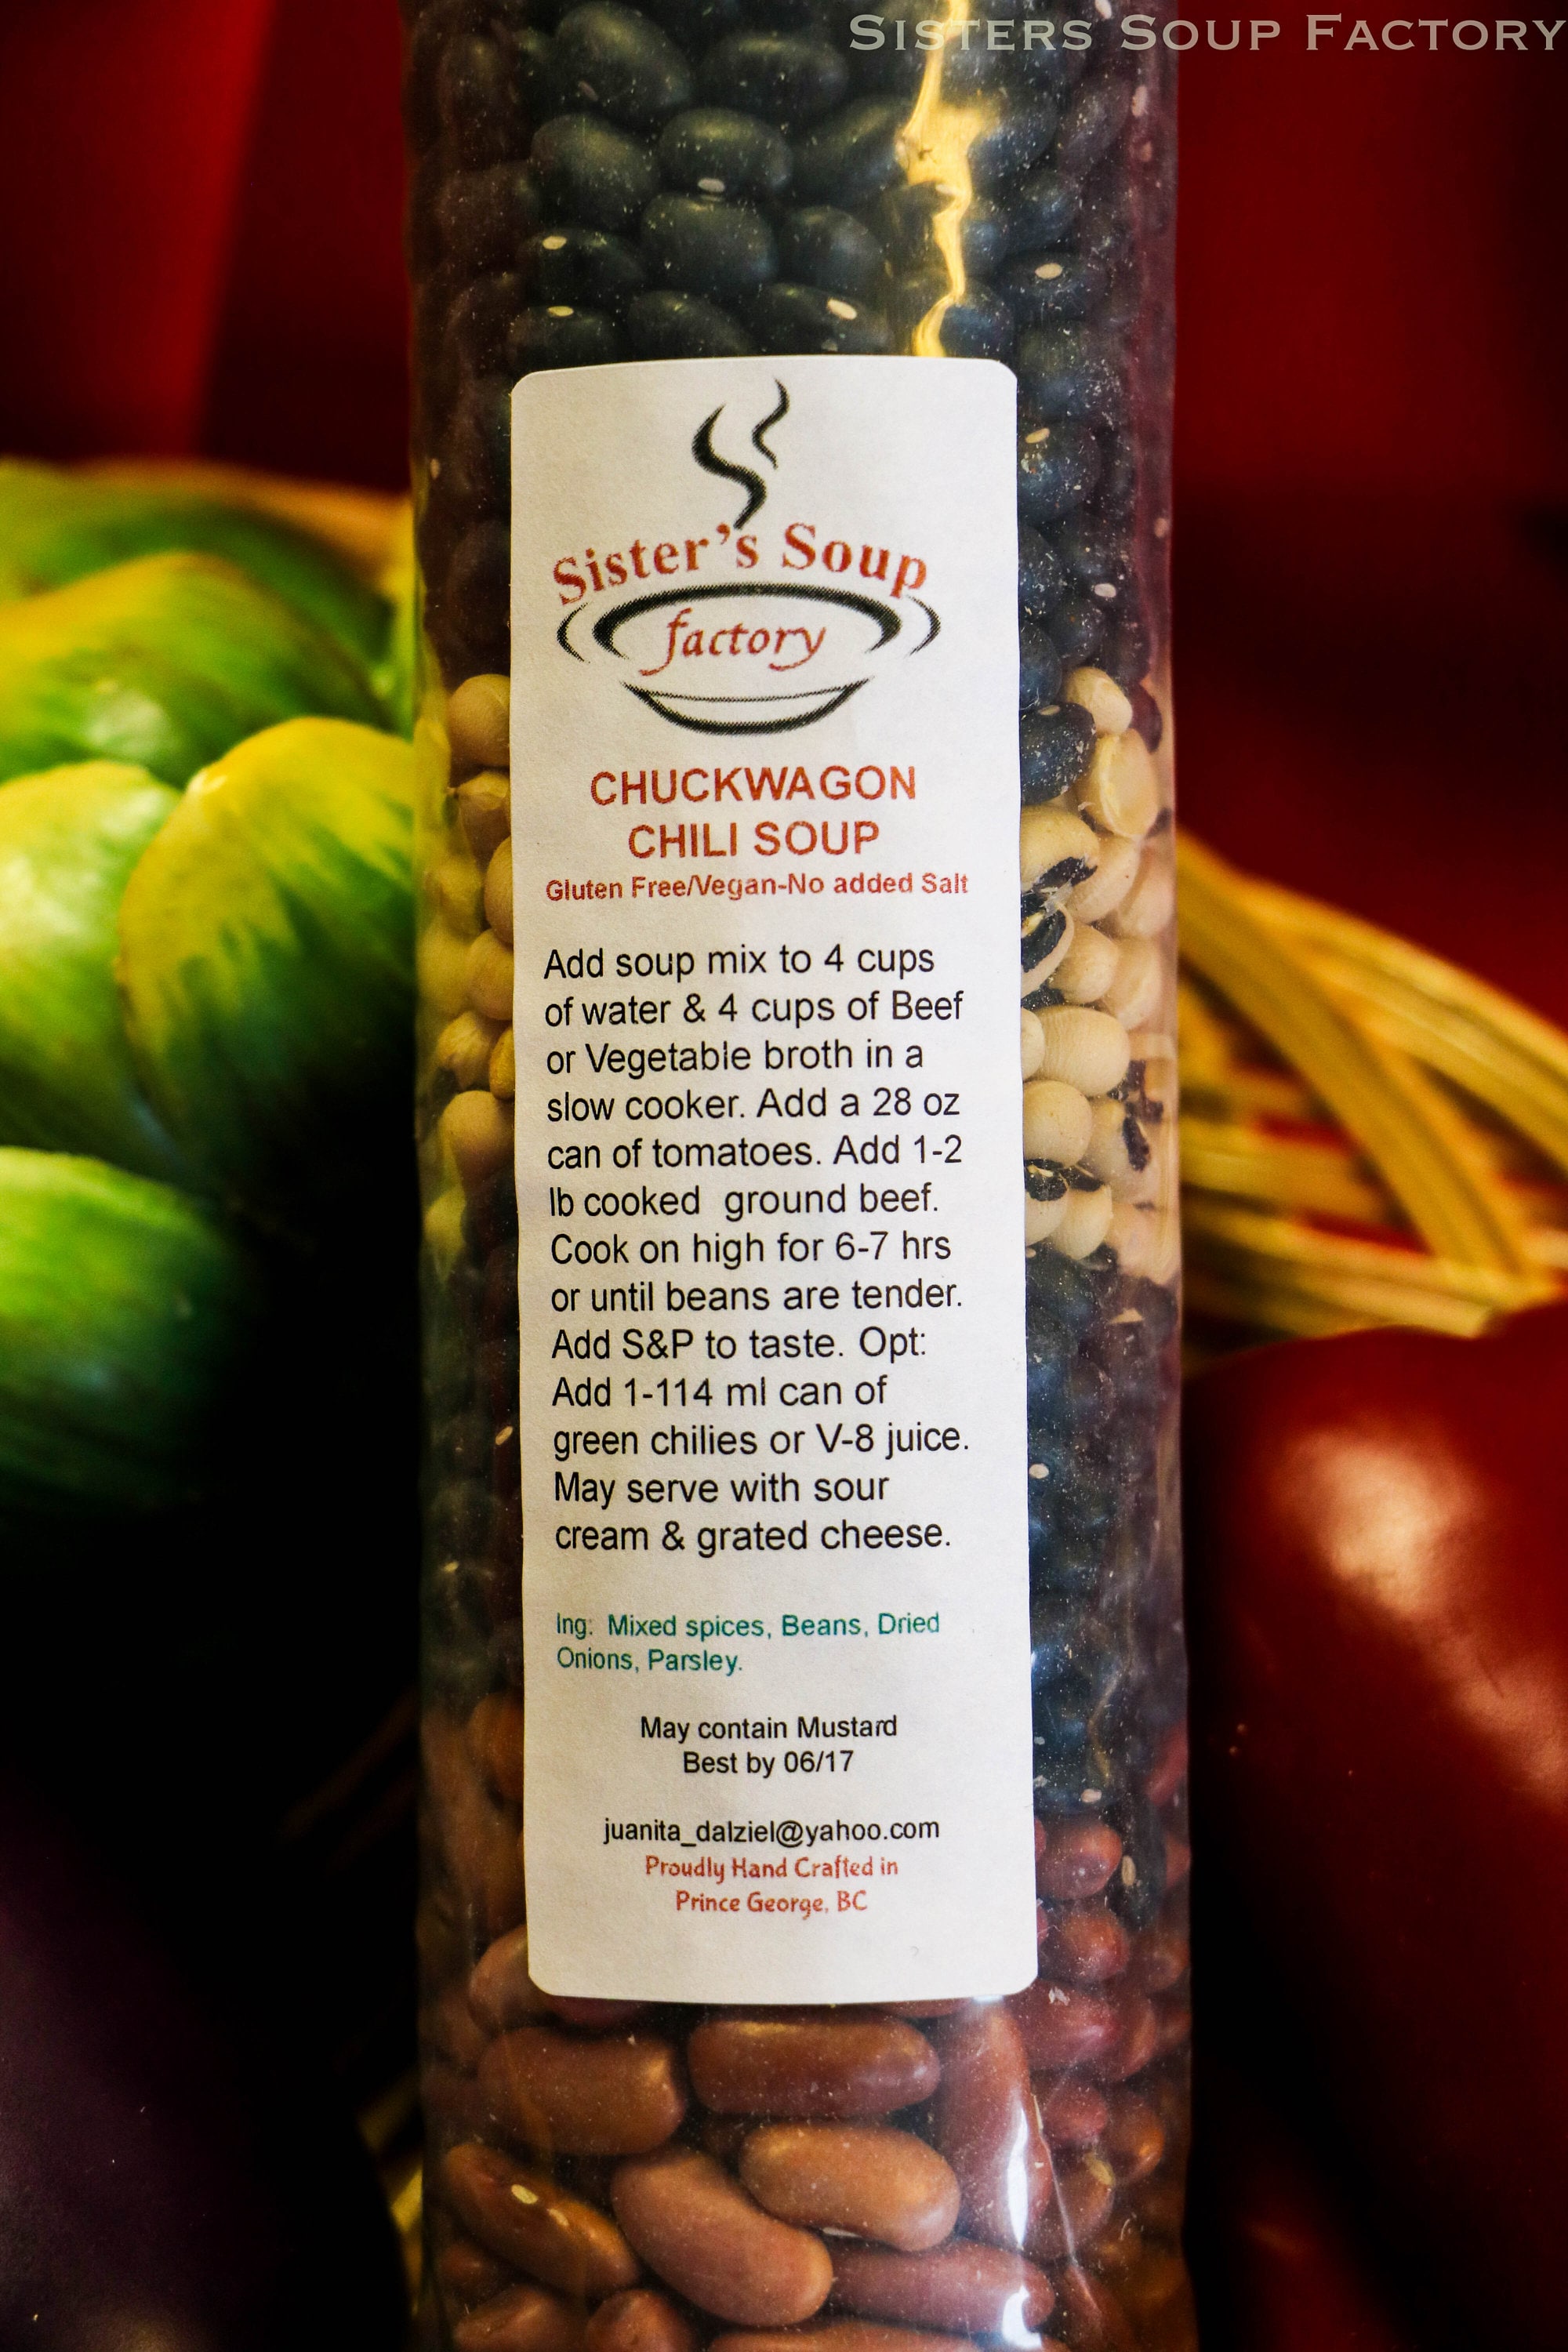 SISTERS SOUP FACTORY
Sister's Soup
factory
CHUCKWAGON
CHILI SOUP
Gluten Free/Vegan-No added Salt
Add soup mix to 4 cups
of water & 4 cups of Beef
or Vegetable broth in a
slow cooker. Add a 28 oz
can of tomatoes. Add 1-2
lb cooked ground beef.
Cook on high for 6-7 hrs
or until beans are tender.
Add S&P to taste. Opt:
Add 1-114 ml can of
green chilies or V-8 juice.
May serve with sour
cream & grated cheese.
Ing: Mixed spices, Beans, Dried
Onions, Parsley.
May contain Mustard
Best by 06/17
juanita_dalziel@yahoo.com
Proudly Hand Crafted in
Prince George, BC